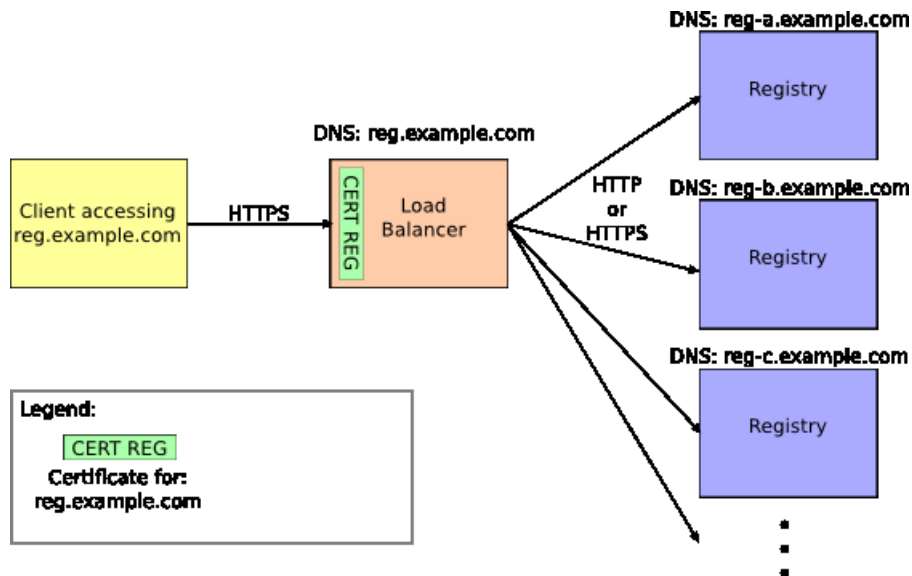 DNS: reg-a.example.com
Registry
DNS: reg.example.com
Client accessing
reg.example.com
HTTPS
CERT REG
Load
Balancer
HTTP
or
HTTPS
DNS: reg-b.example.com
Registry
DNS: reg-c.example.com
Registry
Legend:
CERT REG
Certificate for:
reg.example.com